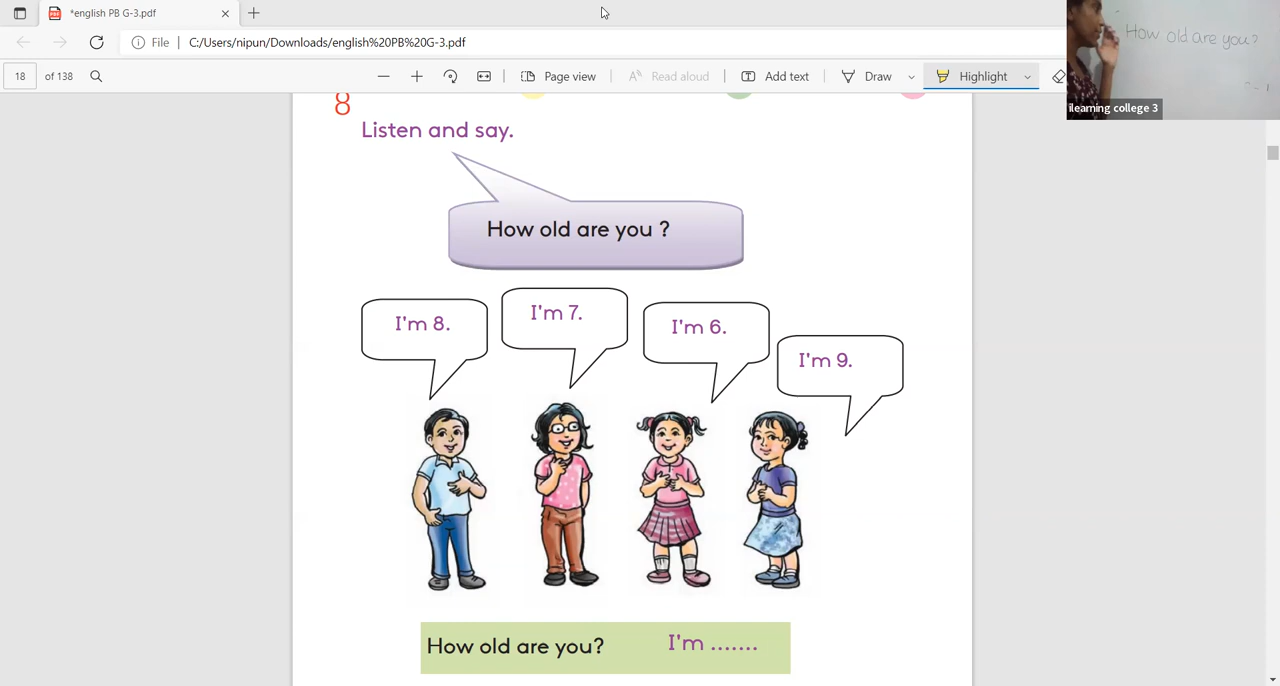 *english PB G-3.pdf
File | C:/Users/nipun/Downloads/english%20PB%20G-3.pdf
18 of 138
Page view
Read aloud
Add text
Draw
Highlight
How old are you?
ilearning college 3
8
Listen and say.
How old are you ?
I'm 8.
I'm 7.
I'm 6.
I'm 9.
How old are you? I'm .......